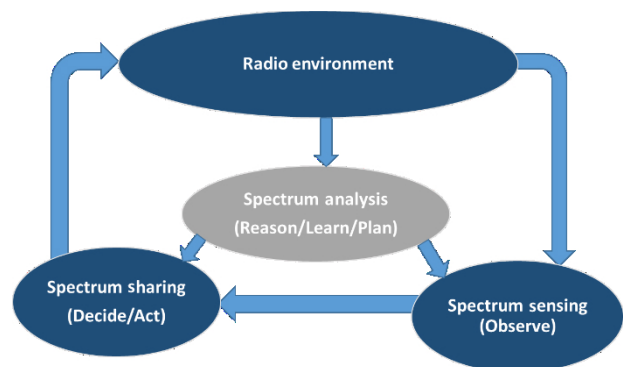 Radio environment
Spectrum analysis
(Reason/Learn/Plan)
Spectrum sharing
(Decide/Act)
Spectrum sensing
(Observe)